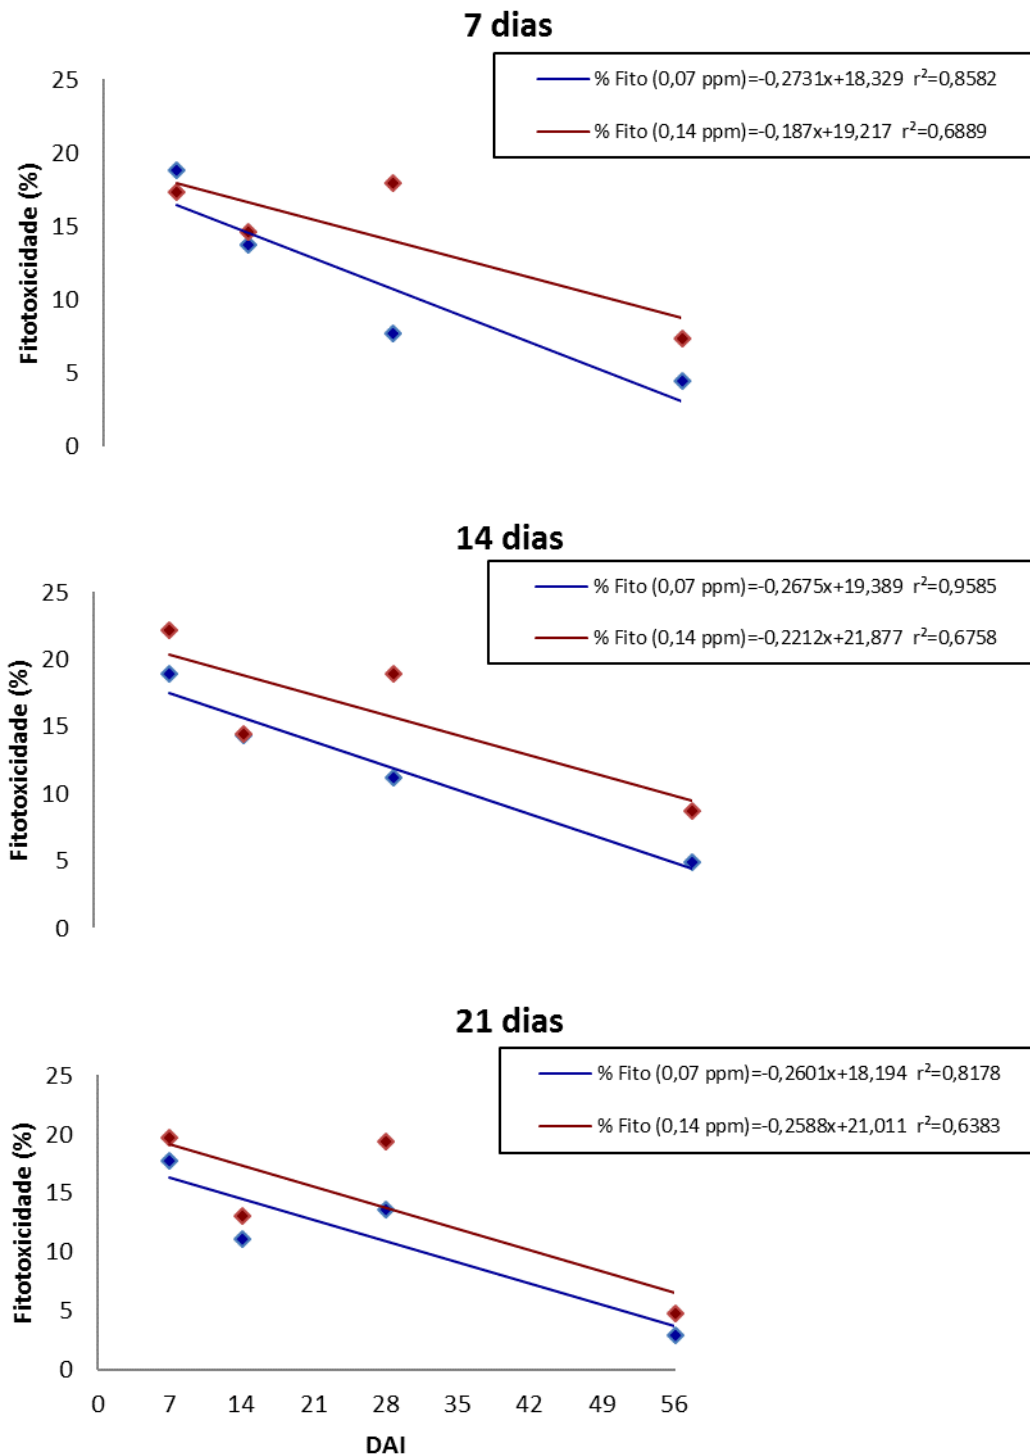 7 dias
% Fito (0,07 ppm)=-0,2731x+18,329 r²=0,8582
% Fito (0,14 ppm)=-0,187x+19,217 r²=0,6889
Fitotoxicidade (%)
25
20
15
10
5
0
14 dias
% Fito (0,07 ppm)=-0,2675x+19,389 r²=0,9585
% Fito (0,14 ppm)=-0,2212x+21,877 r²=0,6758
Fitotoxicidade (%)
25
20
15
10
5
0
21 dias
% Fito (0,07 ppm)=-0,2601x+18,194 r²=0,8178
% Fito (0,14 ppm)=-0,2588x+21,011 r²=0,6383
Fitotoxicidade (%)
25
20
15
10
5
0
0 7 14 21 28 35 42 49 56
DAI